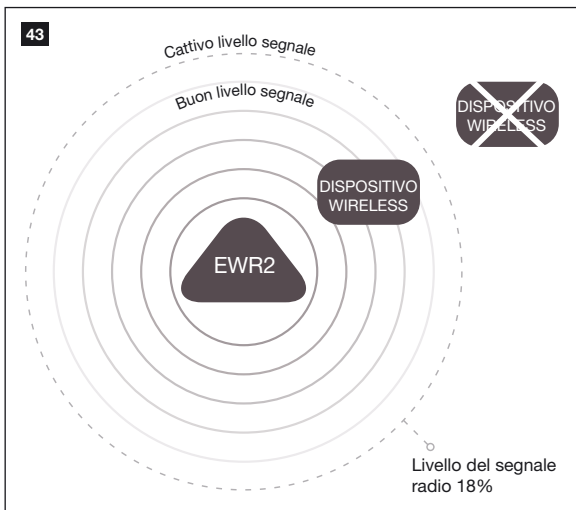 43
Cattivo livello segnale
Buon livello segnale
DISPOSITIVO
WIRELESS
DISPOSITIVO
WIRELESS
EWR2
Livello del segnale
radio 18%